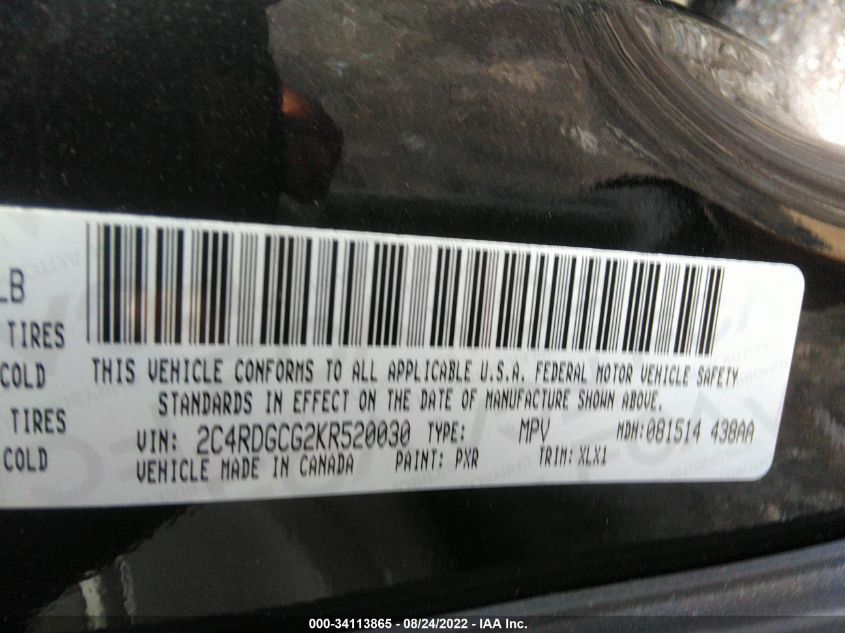 LB
TIRES
COLD
TIRES
COLD
THIS VEHICLE CONFORMS TO ALL APPLICABLE U.S.A. FEDERAL MOTOR VEHICLE SAFETY
STANDARDS IN EFFECT ON THE DATE OF MANUFACTURE SHOWN ABOVE.
VIN: 2C4RDGCG2KR520030 TYPE: MPV MDH: 081514 438AA
VEHICLE MADE IN CANADA PAINT: PXR TRIM: XLX1
000-34113865 - 08/24/2022 - IAA Inc.